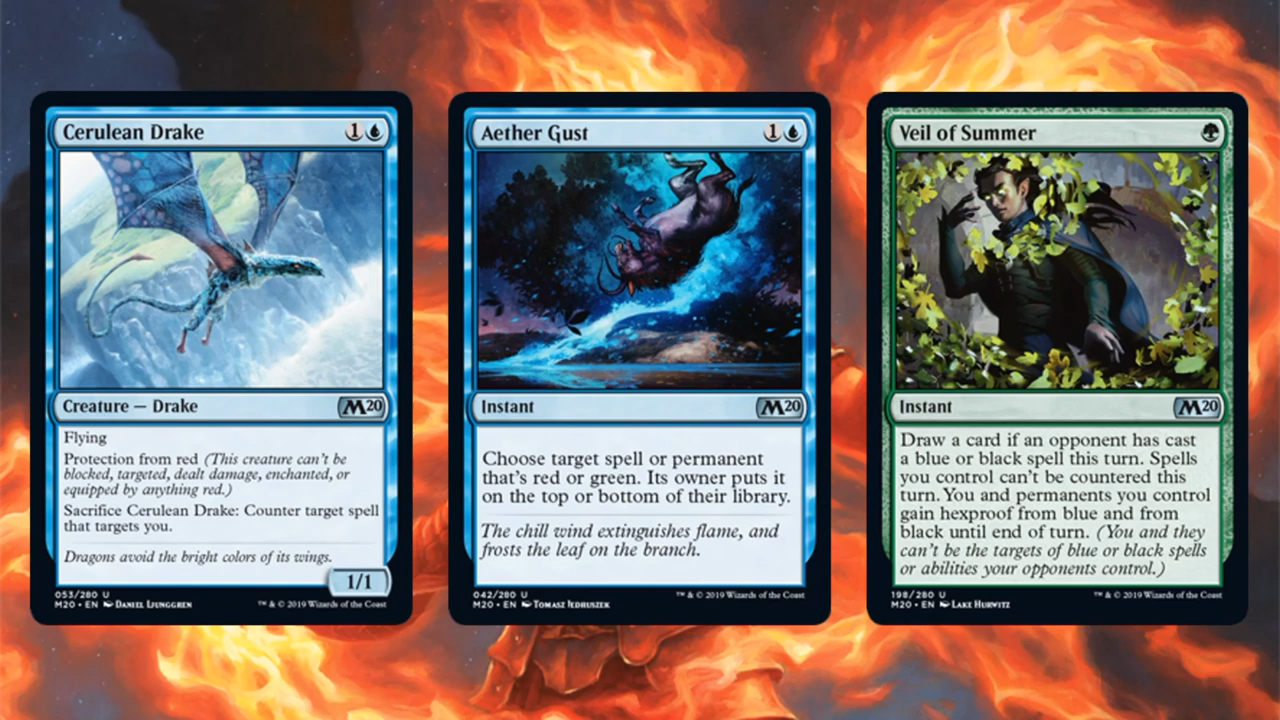 Cerulean Drake 1
Creature — Drake M20
Flying
Protection from red (This creature can't be
blocked, targeted, dealt damage, enchanted, or
equipped by anything red.)
Sacrifice Cerulean Drake: Counter target spell
that targets you.
Dragons avoid the bright colors of its wings.
1/1
053/280 U
M20 • EN Daniel Ljunggren ™ & © 2019 Wizards of the Coast
Aether Gust 1
Instant M20
Choose target spell or permanent
that's red or green. Its owner puts it
on the top or bottom of their library.
The chill wind extinguishes flame, and
frosts the leaf on the branch.
042/280 U
M20 • EN Tomasz Jedruszek ™ & © 2019 Wizards of the Coast
Veil of Summer
Instant M20
Draw a card if an opponent has cast
a blue or black spell this turn. Spells
you control can't be countered this
turn. You and permanents you control
gain hexproof from blue and from
black until end of turn. (You and they
can't be the targets of blue or black spells
or abilities your opponents control.)
198/280 U
M20 • EN Lake Hurwitz ™ & © 2019 Wizards of the Coast